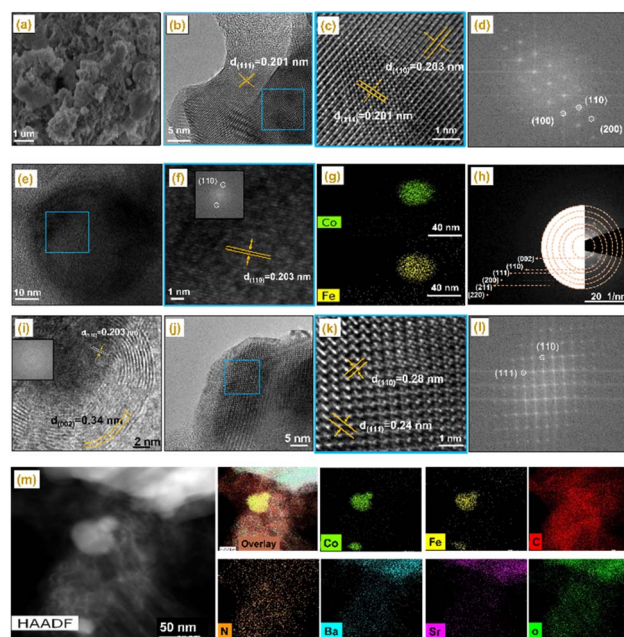 (a)
1 um
(b)
d(111)=0.201 nm
5 nm
(c)
d(110)=0.203 nm
d(111)=0.201 nm
1 nm
(d)
(110)
(100)
(200)
(e)
10 nm
(f)
(110)
d(110)=0.203 nm
1 nm
(g)
Co
40 nm
Fe
40 nm
(h)
(002)
(110)
(111)
(200)
(211)
(220)
20 1/nm
(i)
d(110)=0.203 nm
d(002)=0.34 nm
2 nm
(j)
5 nm
(k)
d(110)=0.28 nm
d(111)=0.24 nm
1 nm
(l)
(110)
(111)
(m)
HAADF
50 nm
Overlay
Co
Fe
C
N
Ba
Sr
o